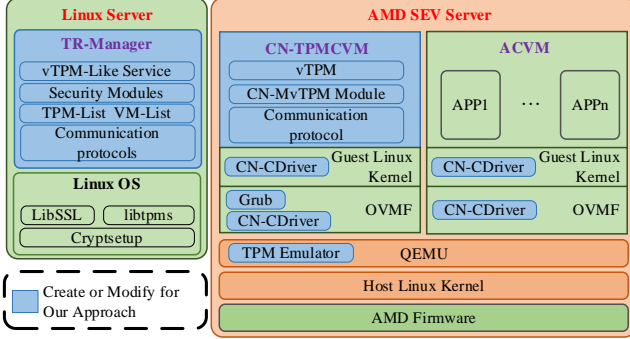 Linux Server
TR-Manager
vTPM-Like Service
Security Modules
TPM-List VM-List
Communication
protocols
Linux OS
LibSSL
libtpms
Cryptsetup
Create or Modify for
Our Approach
AMD SEV Server
CN-TPMCVM
vTPM
CN-MvTPM Module
Communication
protocol
CN-CDriver
Guest Linux
Kernel
Grub
CN-CDriver
OVMF
ACVM
APP1
...
APPn
CN-CDriver
Guest Linux
Kernel
CN-CDriver
OVMF
TPM Emulator
QEMU
Host Linux Kernel
AMD Firmware